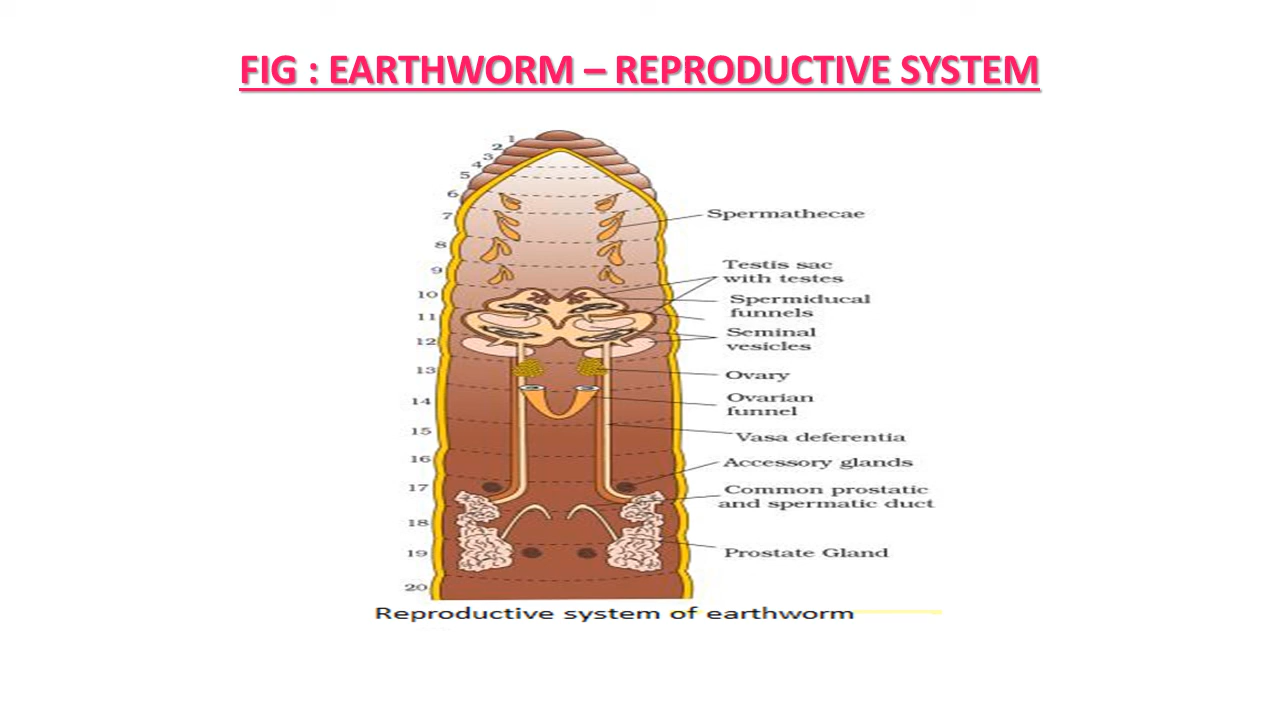 FIG : EARTHWORM – REPRODUCTIVE SYSTEM
1
2
3
4
5
6
7
8
9
10
11
12
13
14
15
16
17
18
19
20
Spermathecae
Testis sac
with testes
Spermiducal
funnels
Seminal
vesicles
Ovary
Ovarian
funnel
Vasa deferentia
Accessory glands
Common prostatic
and spermatic duct
Prostate Gland
Reproductive system of earthworm